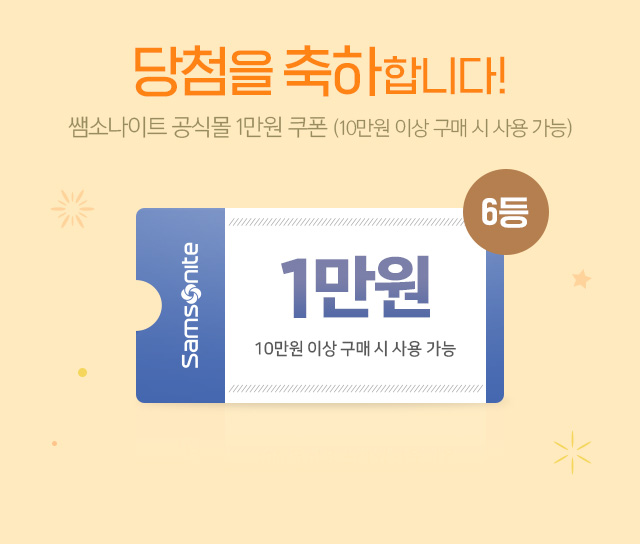 당첨을 축하합니다!
쌤소나이트 공식몰 1만원 쿠폰 (10만원 이상 구매 시 사용 가능)
6등
Samsonite
1만원
10만원 이상 구매 시 사용 가능